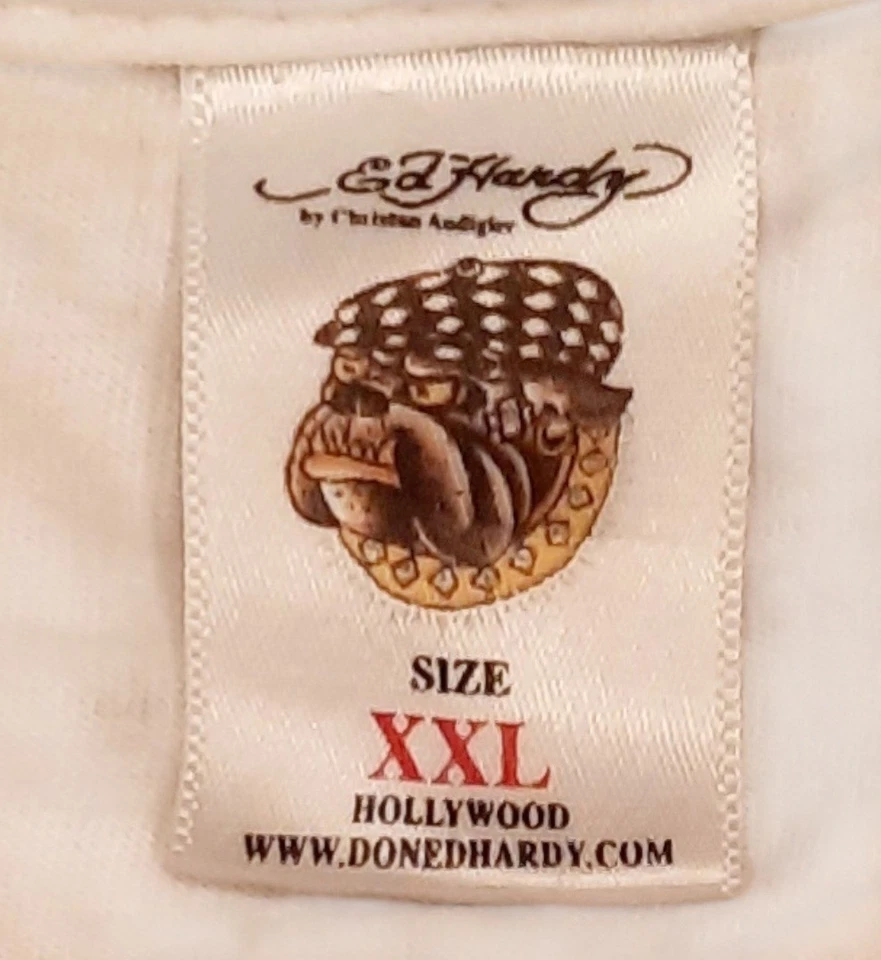 Ed Hardy
by Christian Audigier
SIZE
XXL
HOLLYWOOD
WWW.DONEDHARDY.COM